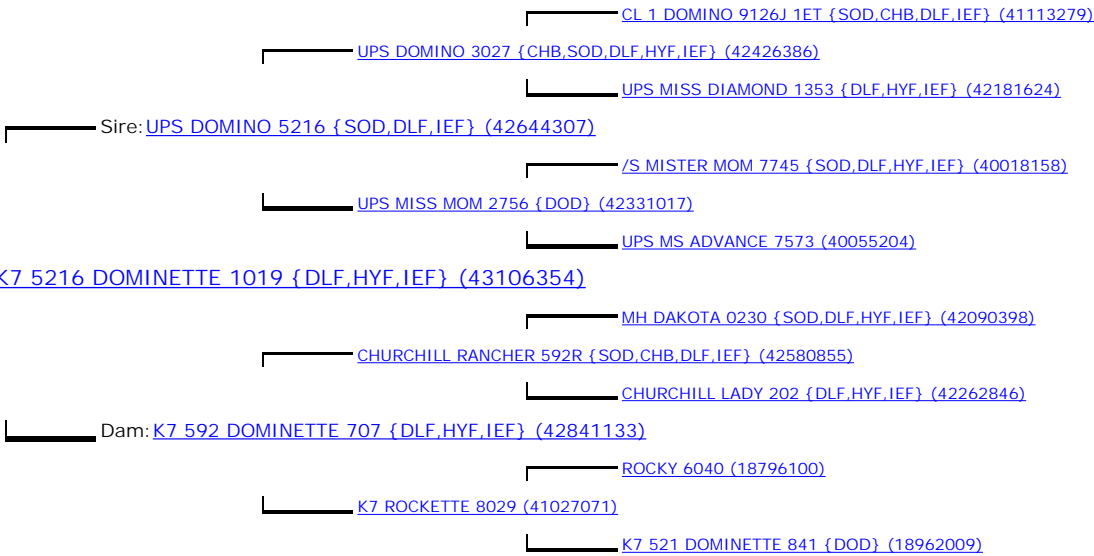 CL 1 DOMINO 9126J 1ET {SOD,CHB,DLF,IEF} (41113279)
UPS DOMINO 3027 {CHB,SOD,DLF,HYF,IEF} (42426386)
UPS MISS DIAMOND 1353 {DLF,HYF,IEF} (42181624)
Sire: UPS DOMINO 5216 {SOD,DLF,IEF} (42644307)
/S MISTER MOM 7745 {SOD,DLF,HYF,IEF} (40018158)
UPS MISS MOM 2756 {DOD} (42331017)
UPS MS ADVANCE 7573 (40055204)
K7 5216 DOMINETTE 1019 {DLF,HYF,IEF} (43106354)
MH DAKOTA 0230 {SOD,DLF,HYF,IEF} (42090398)
CHURCHILL RANCHER 592R {SOD,CHB,DLF,IEF} (42580855)
CHURCHILL LADY 202 {DLF,HYF,IEF} (42262846)
Dam: K7 592 DOMINETTE 707 {DLF,HYF,IEF} (42841133)
ROCKY 6040 (18796100)
K7 ROCKETTE 8029 (41027071)
K7 521 DOMINETTE 841 {DOD} (18962009)